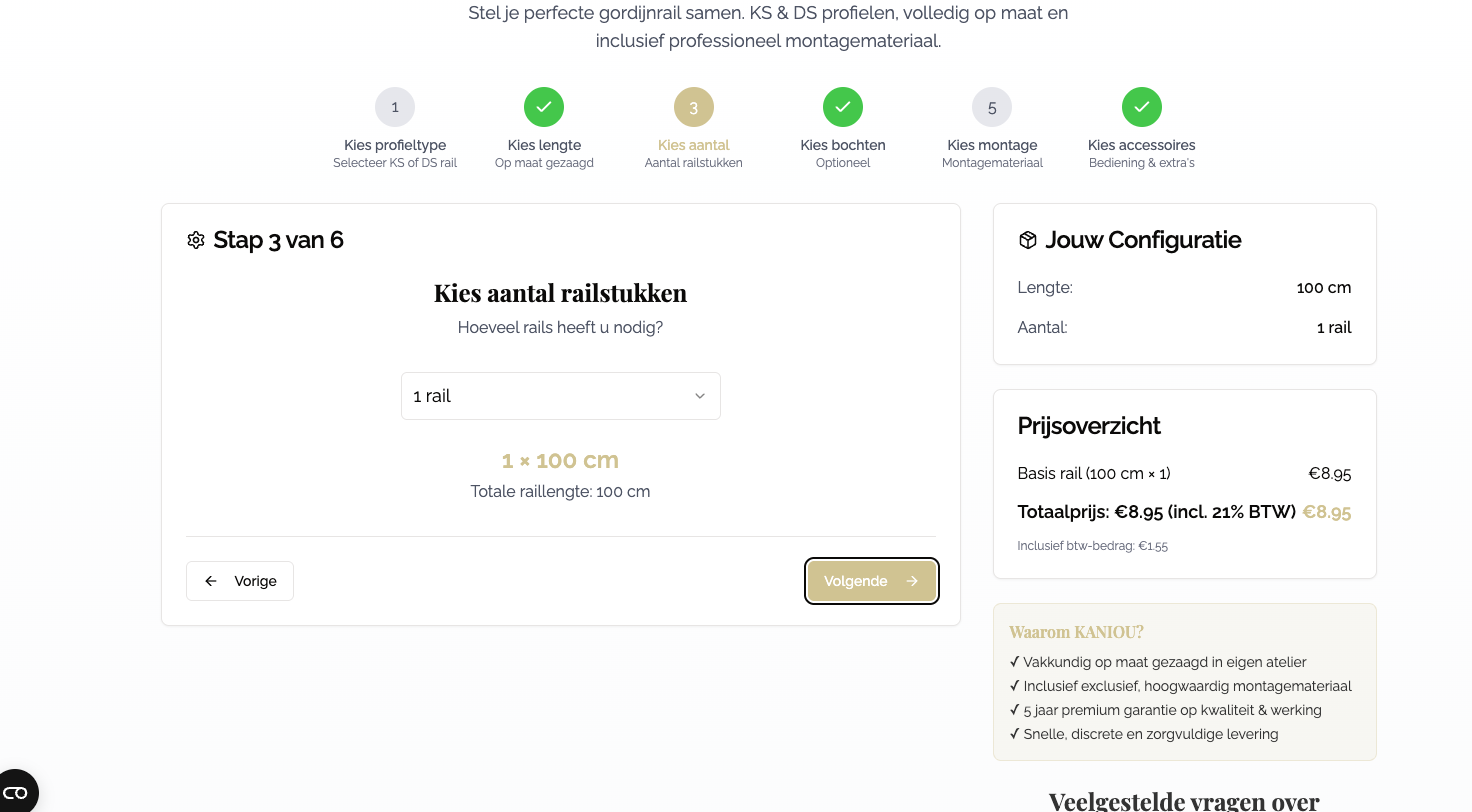 Stel je perfecte gordijnrail samen. KS & DS profielen, volledig op maat en
inclusief professioneel montagemateriaal.
1
3
5
Kies profieltype
Kies lengte
Kies aantal
Kies bochten
Kies montage
Kies accessoires
Selecteer KS of DS rail
Op maat gezaagd
Aantal railstukken
Optioneel
Montagemateriaal
Bediening & extra's
Stap 3 van 6
Kies aantal railstukken
Hoeveel rails heeft u nodig?
1 rail
1 × 100 cm
Totale raillengte: 100 cm
Vorige
Volgende
Jouw Configuratie
Lengte: 100 cm
Aantal: 1 rail
Prijsoverzicht
Basis rail (100 cm × 1) €8.95
Totaalprijs: €8.95 (incl. 21% BTW) €8.95
Inclusief btw-bedrag: €1.55
Waarom KANIOU?
✓ Vakkundig op maat gezaagd in eigen atelier
✓ Inclusief exclusief, hoogwaardig montagemateriaal
✓ 5 jaar premium garantie op kwaliteit & werking
✓ Snelle, discrete en zorgvuldige levering
Veelgestelde vragen over